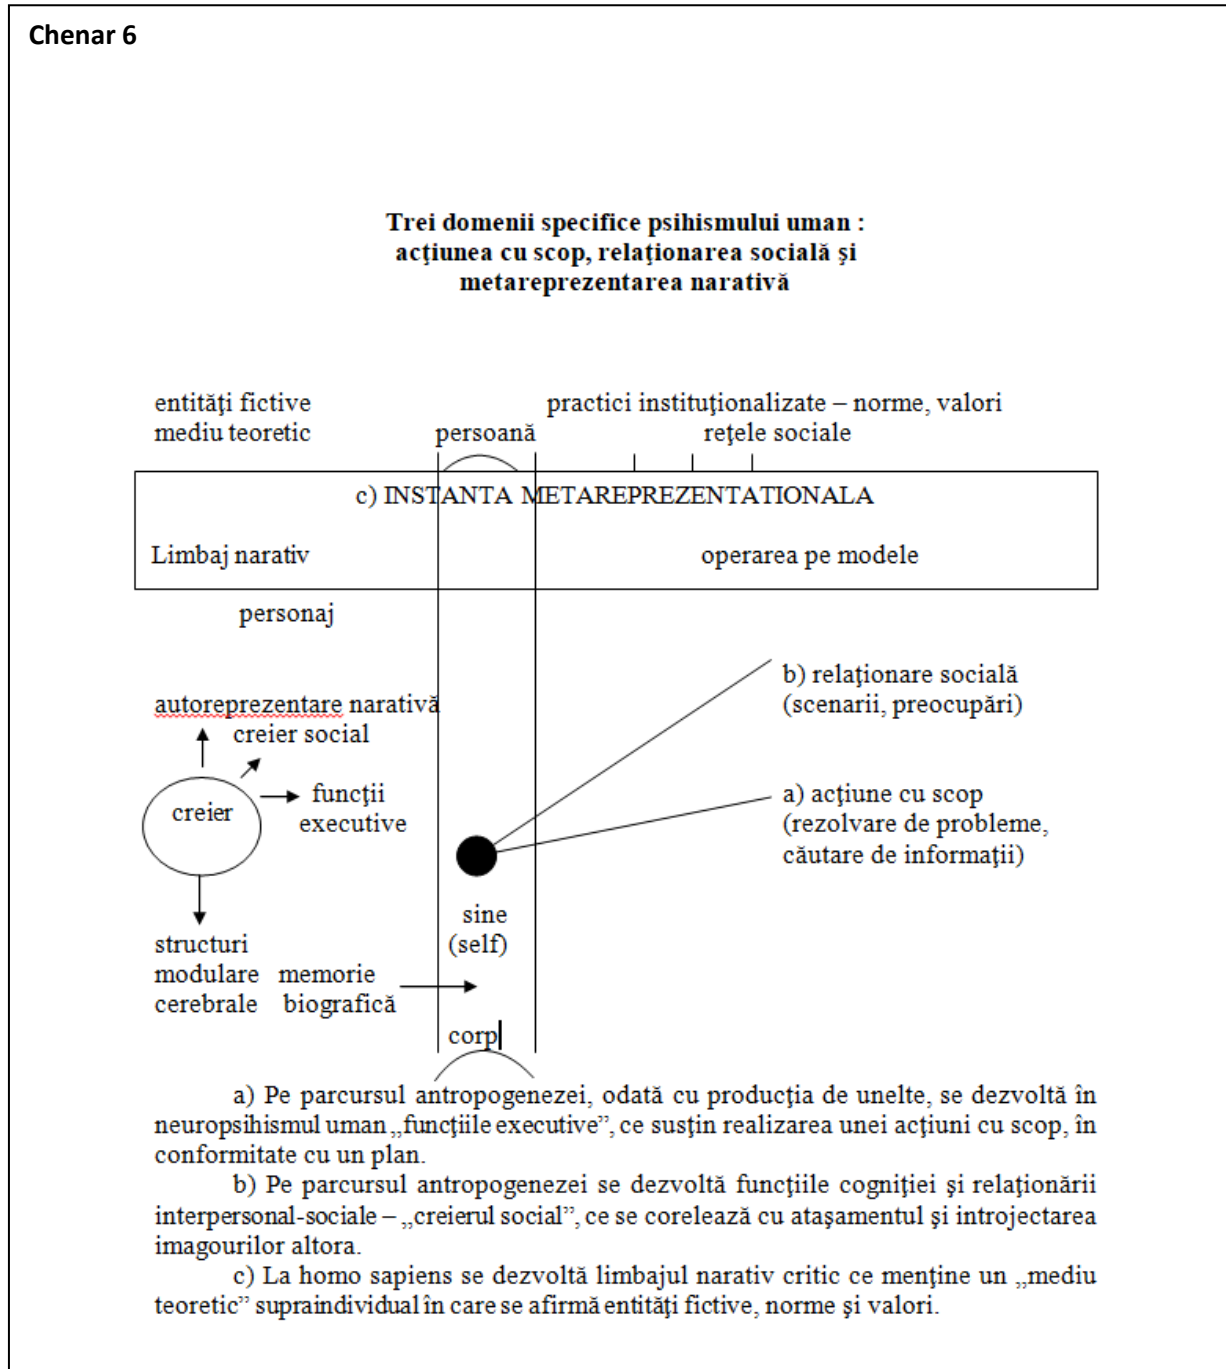 Chenar 6
Trei domenii specifice psihismului uman :
acţiunea cu scop, relaţionarea socială şi
metareprezentarea narativă
entităţi fictive
mediu teoretic
persoană
practici instituţionalizate – norme, valori
reţele sociale
c) INSTANTA METAREPREZENTATIONALA
Limbaj narativ
operarea pe modele
personaj
b) relaţionare socială
(scenarii, preocupări)
autoreprezentare narativă
creier social
creier
funcţii
executive
a) acţiune cu scop
(rezolvare de probleme,
căutare de informaţii)
sine
(self)
structuri
modulare
cerebrale
memorie
biografică
corp
a) Pe parcursul antropogenezei, odată cu producţia de unelte, se dezvoltă în
neuropsihismul uman „funcţiile executive”, ce susţin realizarea unei acţiuni cu scop, în
conformitate cu un plan.
b) Pe parcursul antropogenezei se dezvoltă funcţiile cogniţiei şi relaţionării
interpersonal-sociale – „creierul social”, ce se corelează cu ataşamentul şi introjectarea
imagourilor altora.
c) La homo sapiens se dezvoltă limbajul narativ critic ce menţine un „mediu
teoretic” supraindividual în care se afirmă entităţi fictive, norme şi valori.